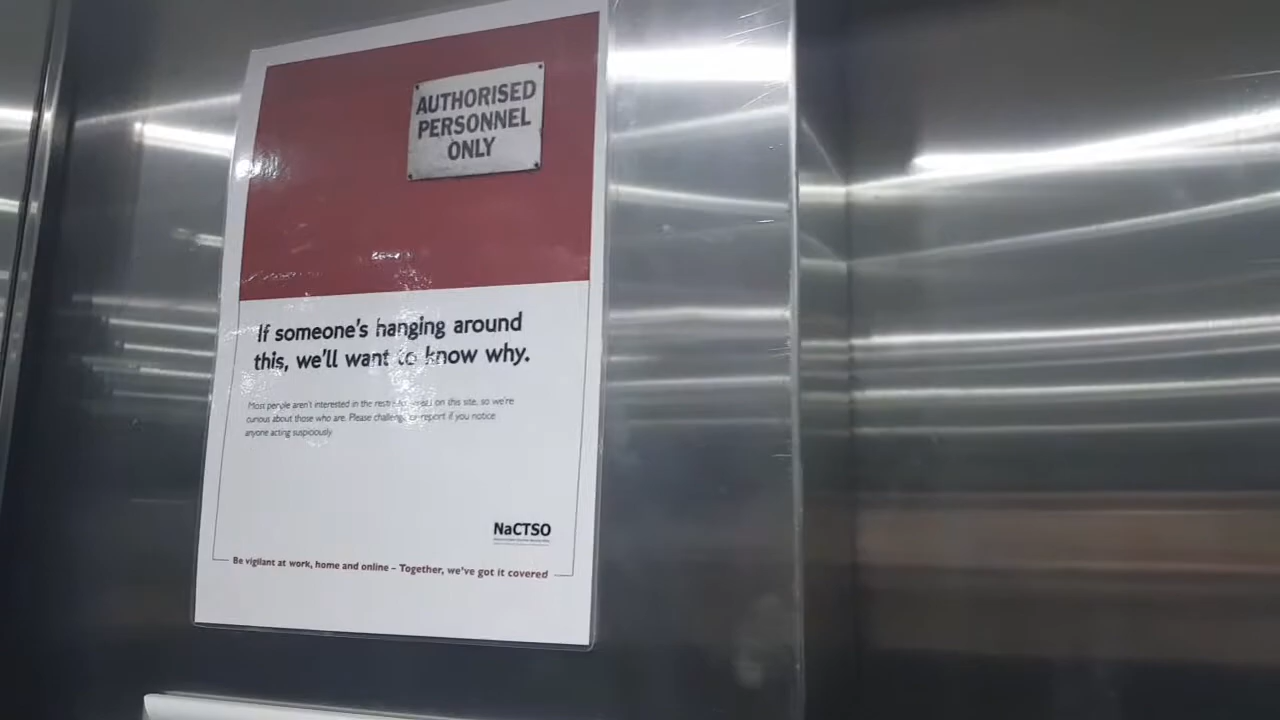 AUTHORISED
PERSONNEL
ONLY
If someone's hanging around
this, we'll want to know why.
Most people aren't interested in the restricted areas on this site, so we're
curious about those who are. Please challenge or report if you notice
anyone acting suspiciously.
NaCTSO
Be vigilant at work, home and online – Together, we've got it covered